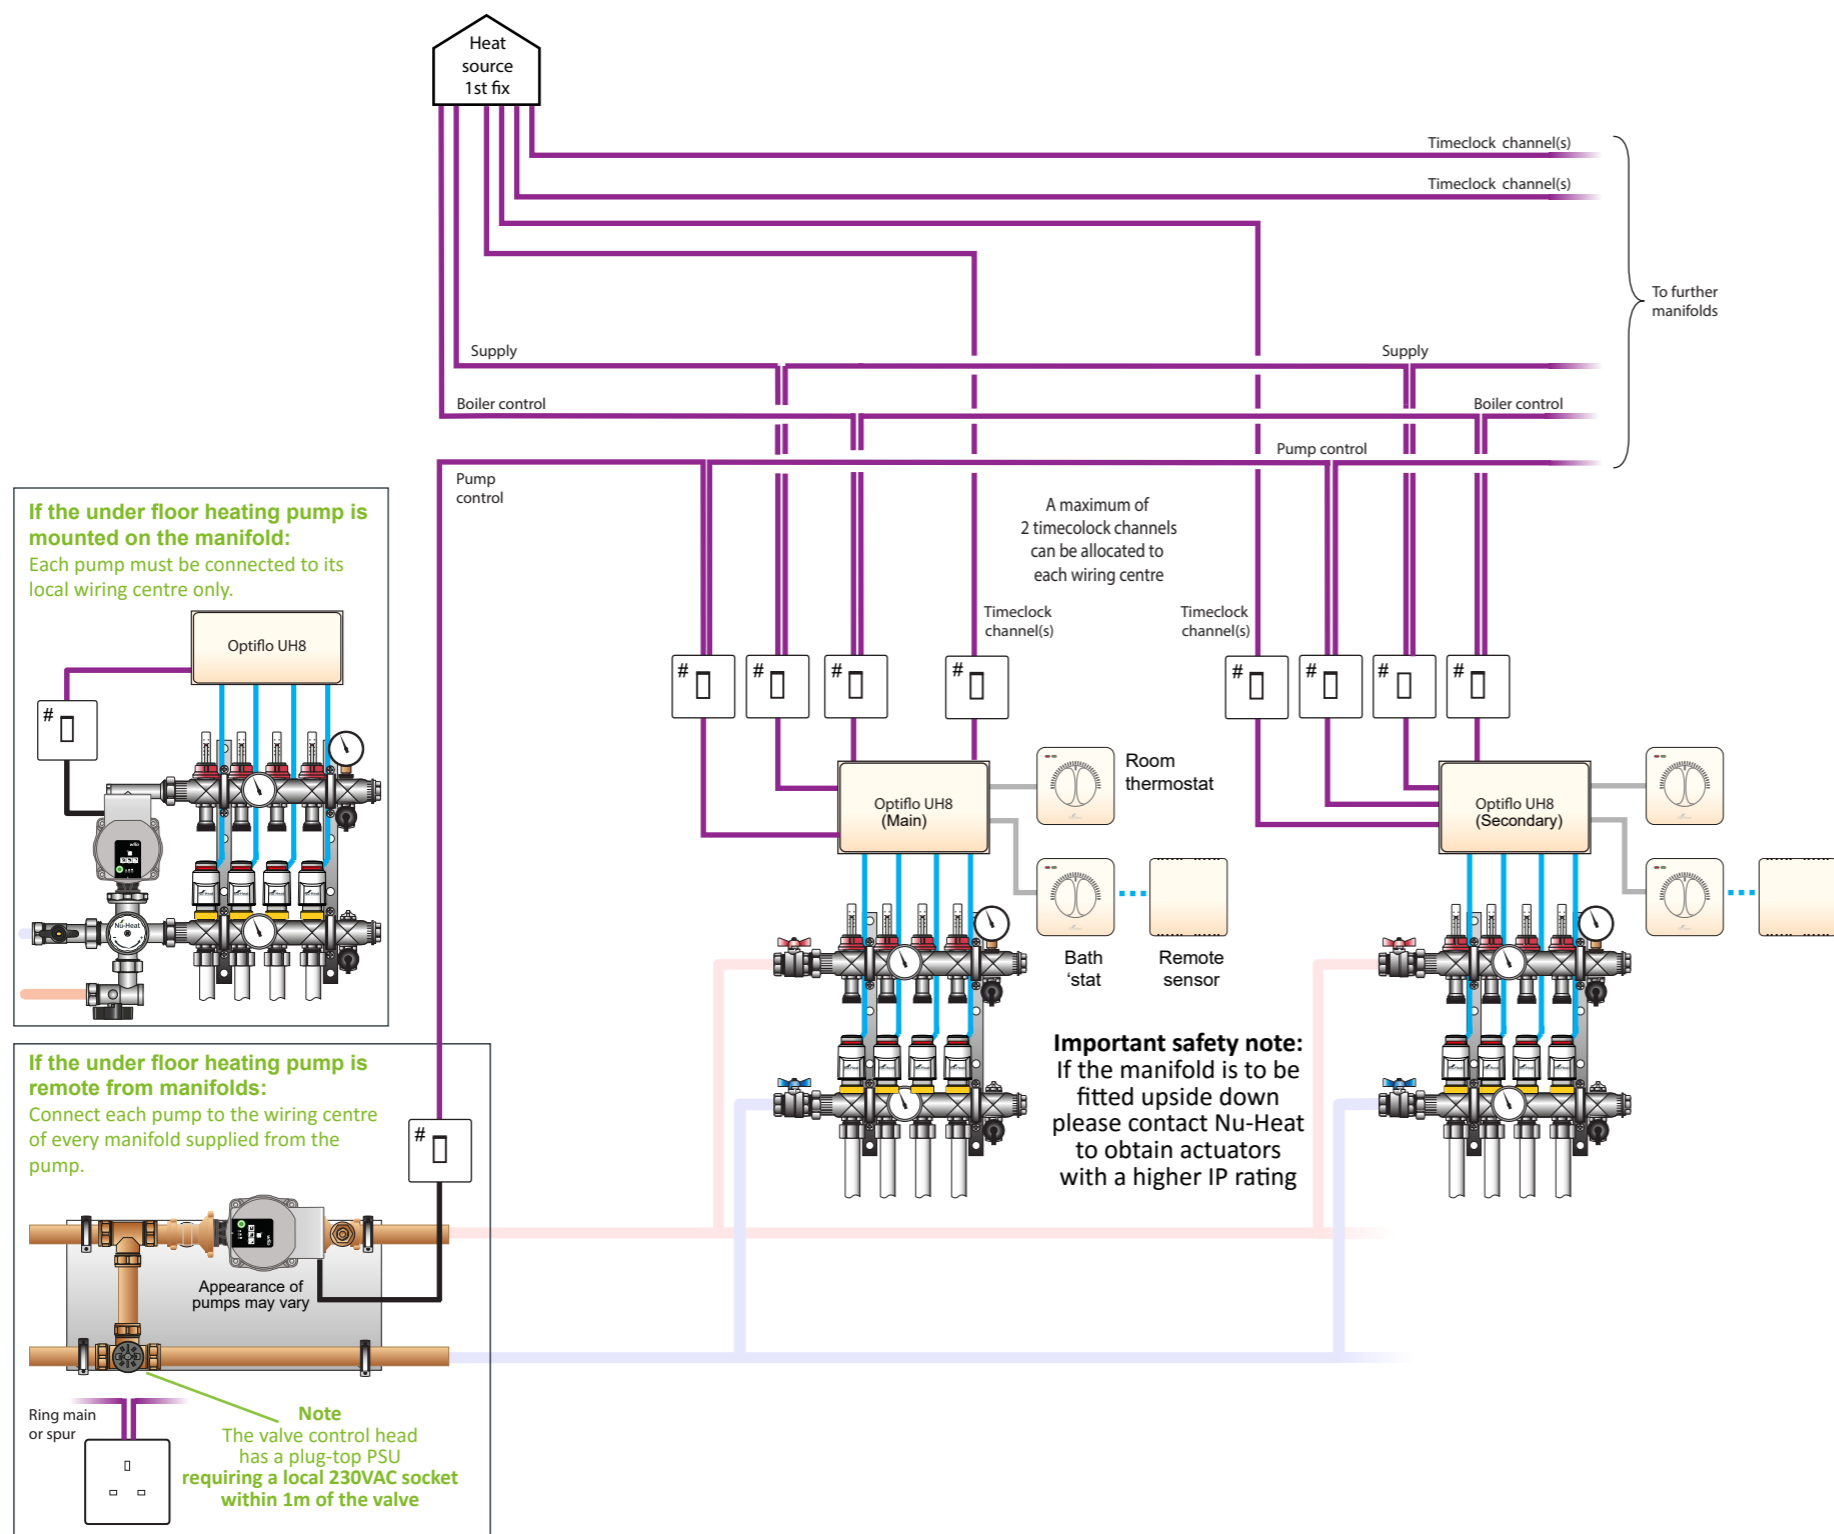 Heat
source
1st fix
Timeclock channel(s)
Timeclock channel(s)
To further
manifolds
Supply
Supply
Boiler control
Boiler control
Pump control
Pump
control
A maximum of
2 timecolock channels
can be allocated to
each wiring centre
Timeclock
channel(s)
Timeclock
channel(s)
If the under floor heating pump is
mounted on the manifold:
Each pump must be connected to its
local wiring centre only.
Optiflo UH8
#
Nu-Heat
#
#
#
#
#
#
#
#
Optiflo UH8
(Main)
Room
thermostat
Bath
‘stat
Remote
sensor
Optiflo UH8
(Secondary)
Important safety note:
If the manifold is to be
fitted upside down
please contact Nu-Heat
to obtain actuators
with a higher IP rating
If the under floor heating pump is
remote from manifolds:
Connect each pump to the wiring centre
of every manifold supplied from the
pump.
#
Appearance of
pumps may vary
Ring main
or spur
Note
The valve control head
has a plug-top PSU
requiring a local 230VAC socket
within 1m of the valve